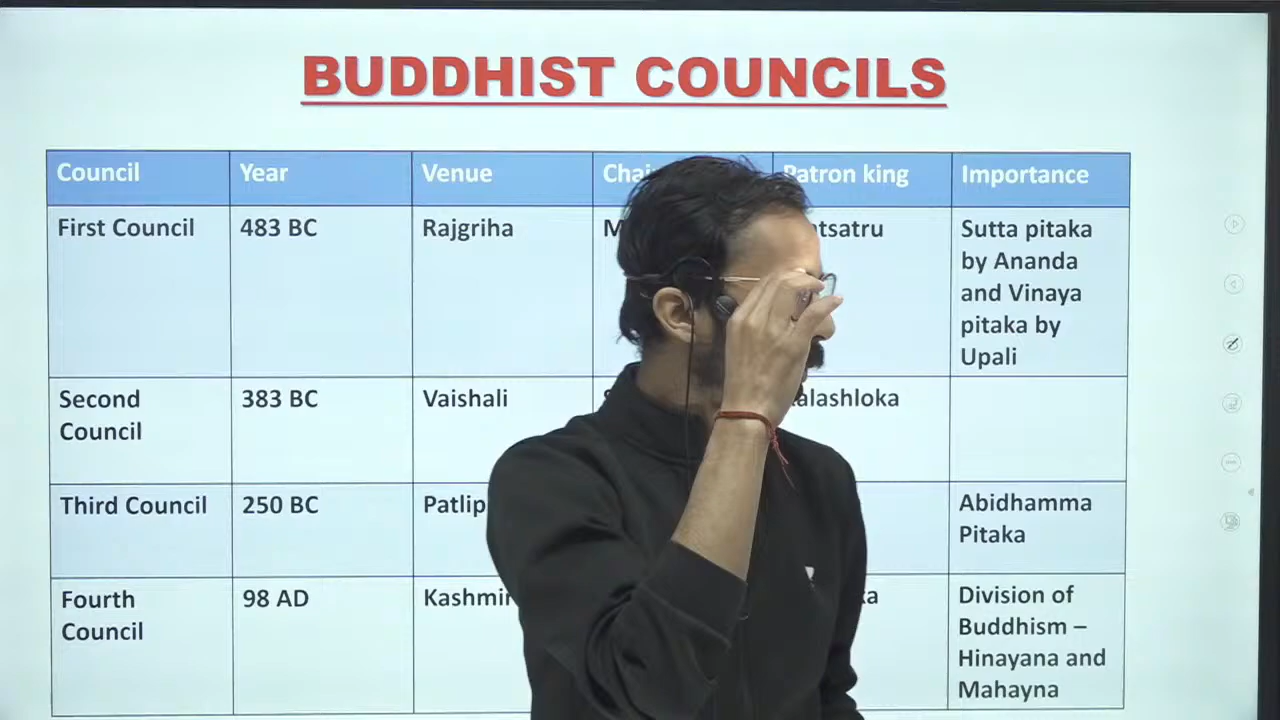 BUDDHIST COUNCILS
Council Year Venue Patron king Importance
First Council 483 BC Rajgriha Sutta pitaka
by Ananda
and Vinaya
pitaka by
Upali
Second 383 BC Vaishali
Council
Third Council 250 BC Abidhamma
Pitaka
Fourth 98 AD Kashmir Division of
Council Buddhism –
Hinayana and
Mahayna